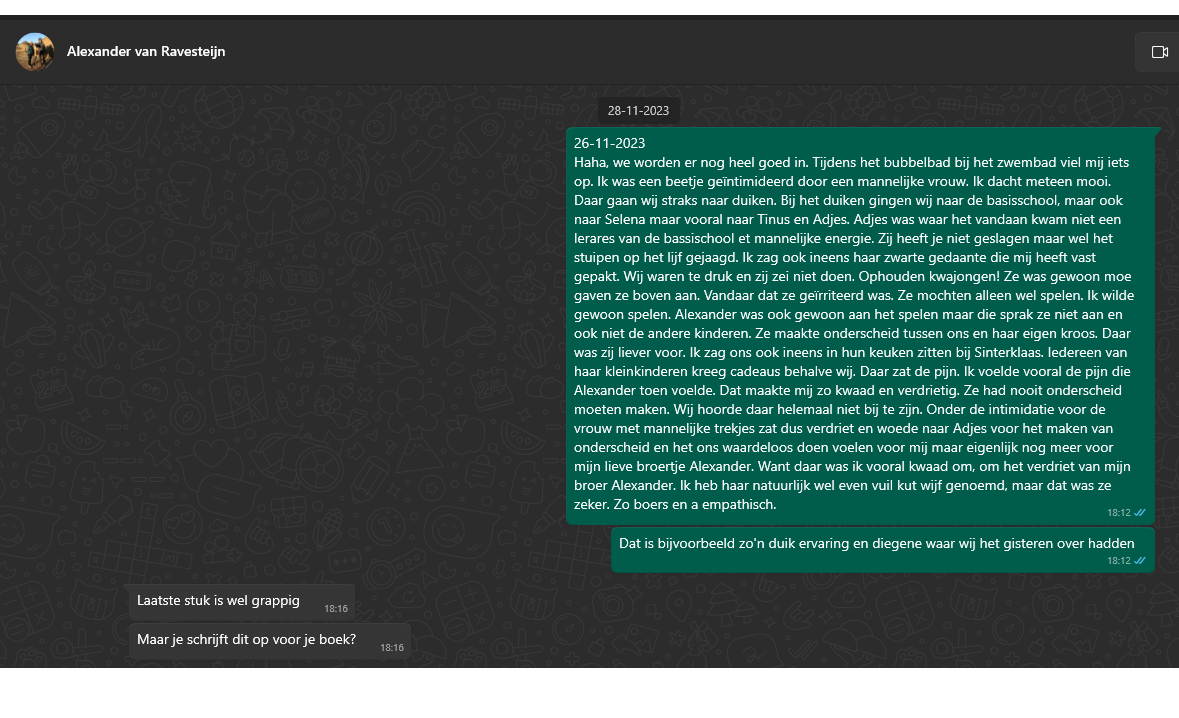 Alexander van Ravesteijn
28-11-2023
26-11-2023
Haha, we worden er nog heel goed in. Tijdens het bubbelbad bij het zwembad viel mij iets
op. Ik was een beetje geïntimideerd door een mannelijke vrouw. Ik dacht meteen mooi.
Daar gaan wij straks naar duiken. Bij het duiken gingen wij naar de basisschool, maar ook
naar Selena maar vooral naar Tinus en Adjes. Adjes was waar het vandaan kwam niet een
lerares van de bassischool et mannelijke energie. Zij heeft je niet geslagen maar wel het
stuipen op het lijf gejaagd. Ik zag ook ineens haar zwarte gedaante die mij heeft vast
gepakt. Wij waren te druk en zij zei niet doen. Ophouden kwajongen! Ze was gewoon moe
gaven ze boven aan. Vandaar dat ze geïrriteerd was. Ze mochten alleen wel spelen. Ik wilde
gewoon spelen. Alexander was ook gewoon aan het spelen maar die sprak ze niet aan en
ook niet de andere kinderen. Ze maakte onderscheid tussen ons en haar eigen kroos. Daar
was zij liever voor. Ik zag ons ook ineens in hun keuken zitten bij Sinterklaas. Iedereen van
haar kleinkinderen kreeg cadeaus behalve wij. Daar zat de pijn. Ik voelde vooral de pijn die
Alexander toen voelde. Dat maakte mij zo kwaad en verdrietig. Ze had nooit onderscheid
moeten maken. Wij hoorde daar helemaal niet bij te zijn. Onder de intimidatie voor de
vrouw met mannelijke trekjes zat dus verdriet en woede naar Adjes voor het maken van
onderscheid en het ons waardeloos doen voelen voor mij maar eigenlijk nog meer voor
mijn lieve broertje Alexander. Want daar was ik vooral kwaad om, om het verdriet van mijn
broer Alexander. Ik heb haar natuurlijk wel even vuil kut wijf genoemd, maar dat was ze
zeker. Zo boers en a empathisch.
18:12
Dat is bijvoorbeeld zo'n duik ervaring en diegene waar wij het gisteren over hadden
18:12
Laatste stuk is wel grappig
18:16
Maar je schrijft dit op voor je boek?
18:16